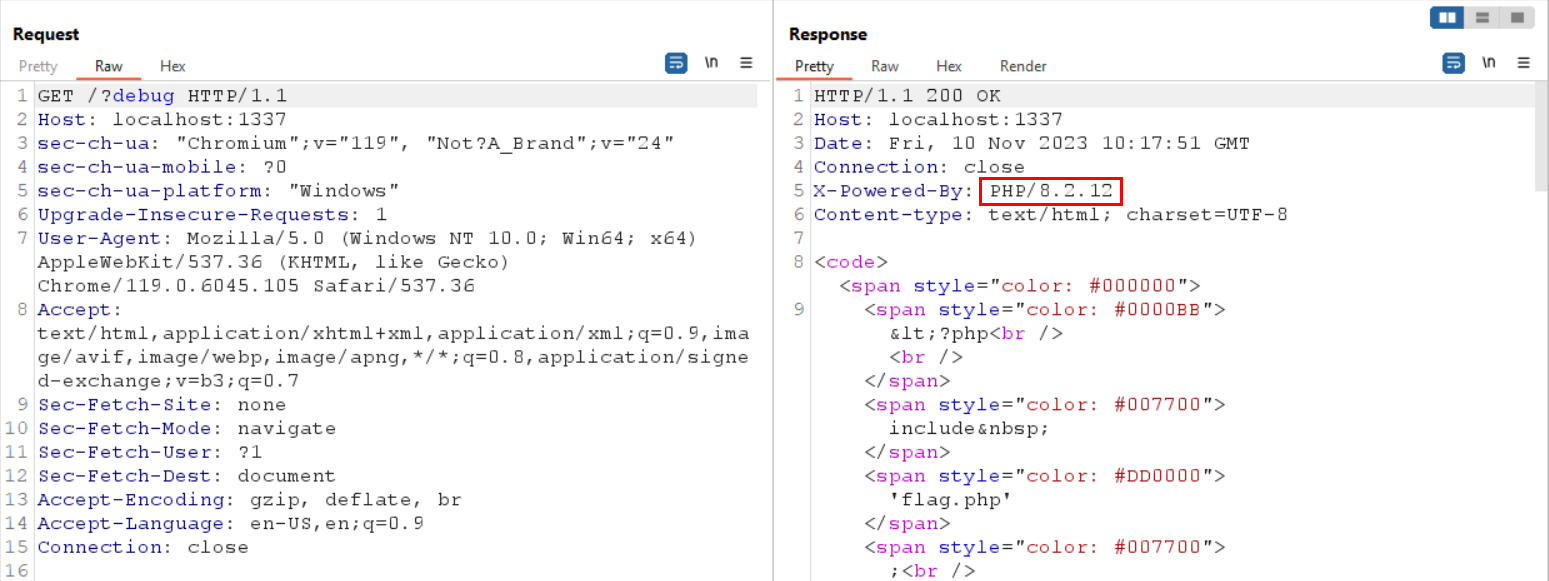 Request
Pretty Raw Hex \n
1 GET /?debug HTTP/1.1
2 Host: localhost:1337
3 sec-ch-ua: "Chromium";v="119", "Not?A_Brand";v="24"
4 sec-ch-ua-mobile: ?0
5 sec-ch-ua-platform: "Windows"
6 Upgrade-Insecure-Requests: 1
7 User-Agent: Mozilla/5.0 (Windows NT 10.0; Win64; x64)
AppleWebKit/537.36 (KHTML, like Gecko)
Chrome/119.0.6045.105 Safari/537.36
8 Accept:
text/html,application/xhtml+xml,application/xml;q=0.9,ima
ge/avif,image/webp,image/apng,*/*;q=0.8,application/signe
d-exchange;v=b3;q=0.7
9 Sec-Fetch-Site: none
10 Sec-Fetch-Mode: navigate
11 Sec-Fetch-User: ?1
12 Sec-Fetch-Dest: document
13 Accept-Encoding: gzip, deflate, br
14 Accept-Language: en-US,en;q=0.9
15 Connection: close
16
Response
Pretty Raw Hex Render \n
1 HTTP/1.1 200 OK
2 Host: localhost:1337
3 Date: Fri, 10 Nov 2023 10:17:51 GMT
4 Connection: close
5 X-Powered-By: PHP/8.2.12
6 Content-type: text/html; charset=UTF-8
7
8 <code>
<span style="color: #000000">
9 <span style="color: #0000BB">
&lt;?php<br />
<br />
</span>
<span style="color: #007700">
include&nbsp;
</span>
<span style="color: #DD0000">
'flag.php'
</span>
<span style="color: #007700">
;<br />